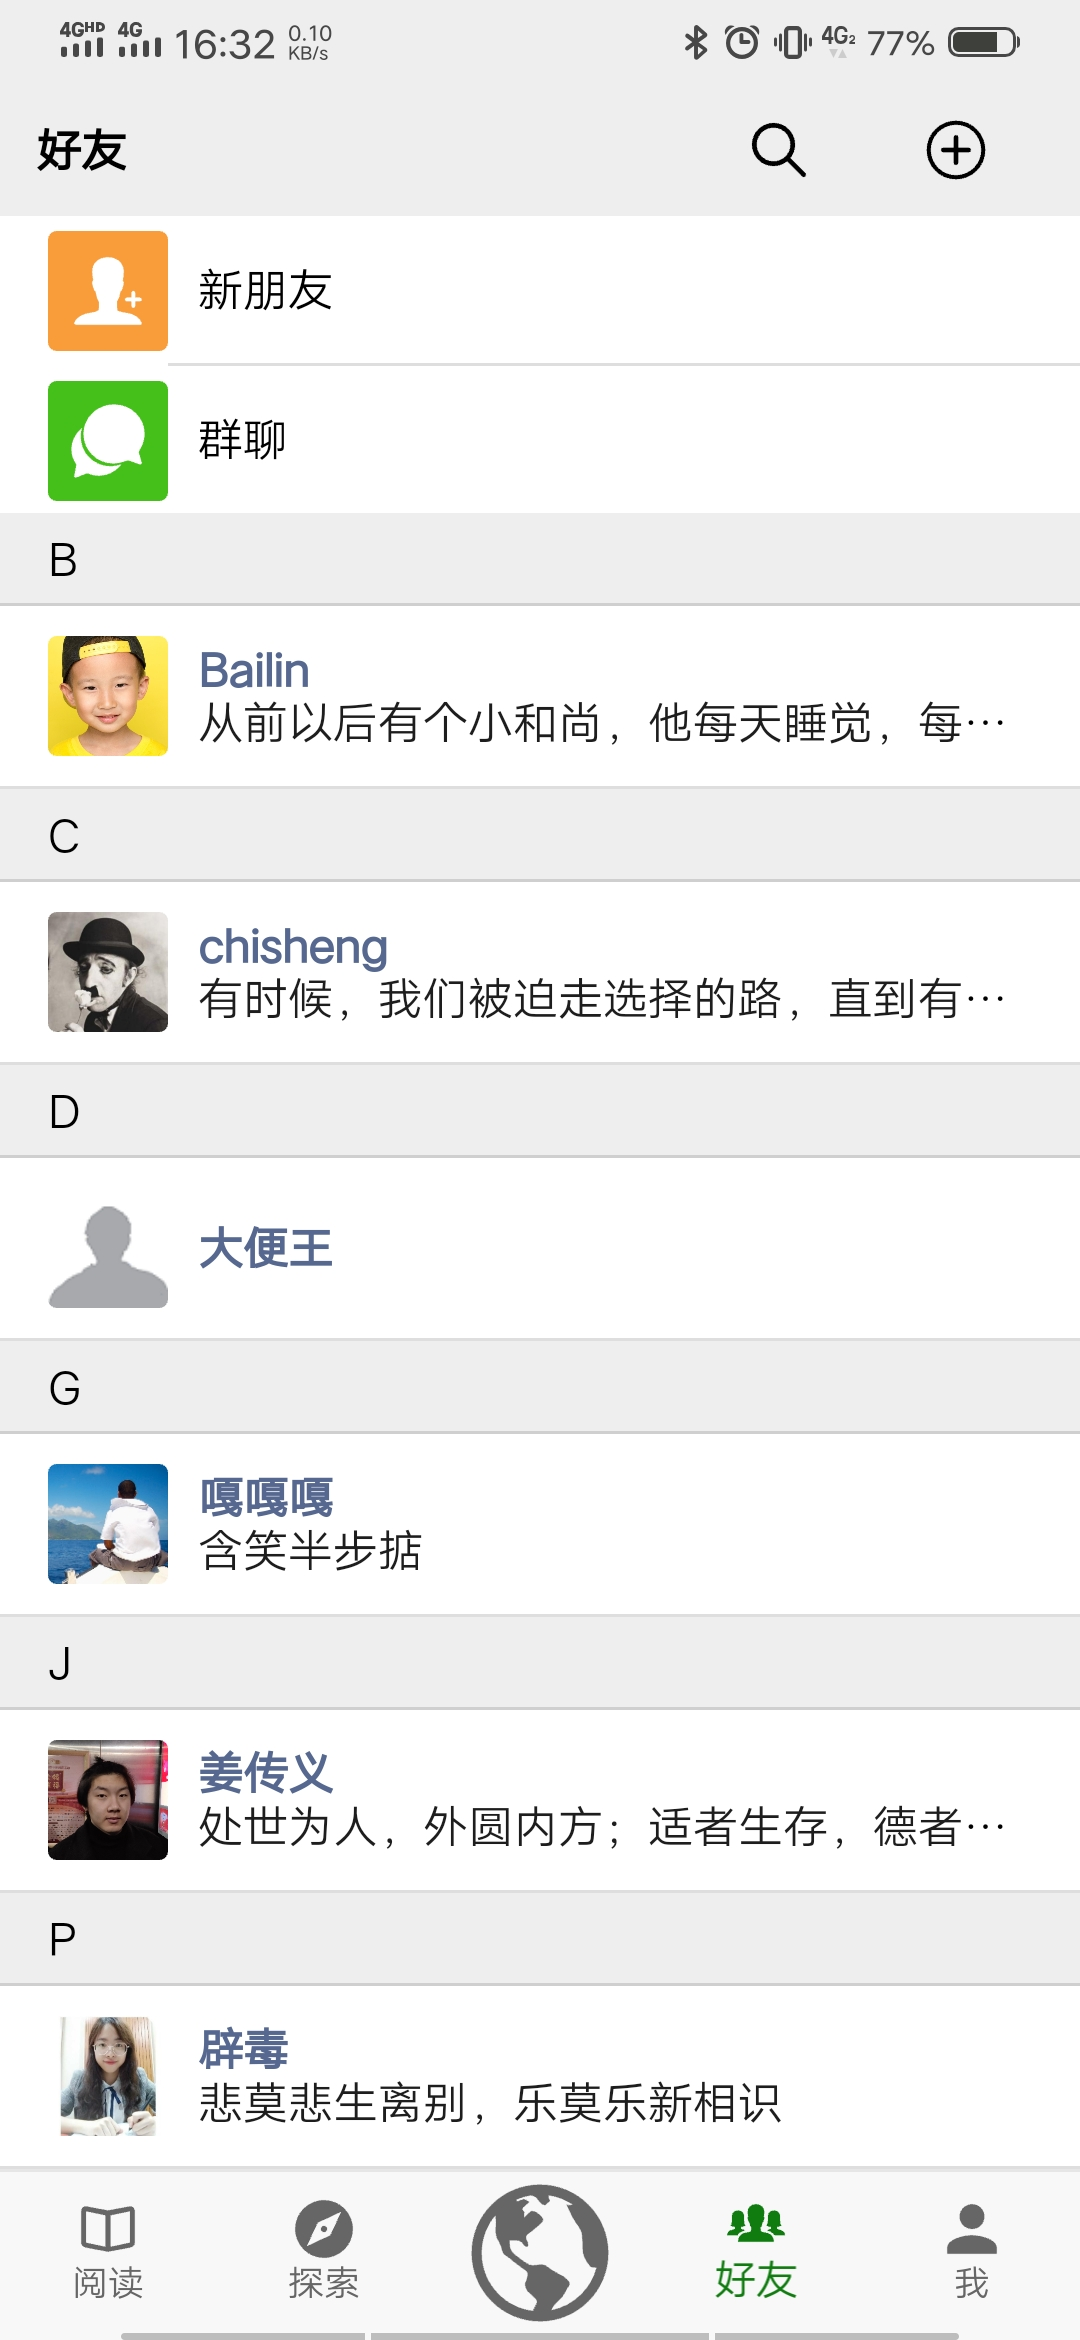 4GHD 4G 16:32 0.10 KB/s 4G2 77%
好友
新朋友
群聊
B
Bailin
从前以后有个小和尚，他每天睡觉，每…
C
chisheng
有时候，我们被迫走选择的路，直到有…
D
大便王
G
嘎嘎嘎
含笑半步掂
J
姜传义
处世为人，外圆内方；适者生存，德者…
P
辟毒
悲莫悲生离别，乐莫乐新相识
阅读 探索 好友 我